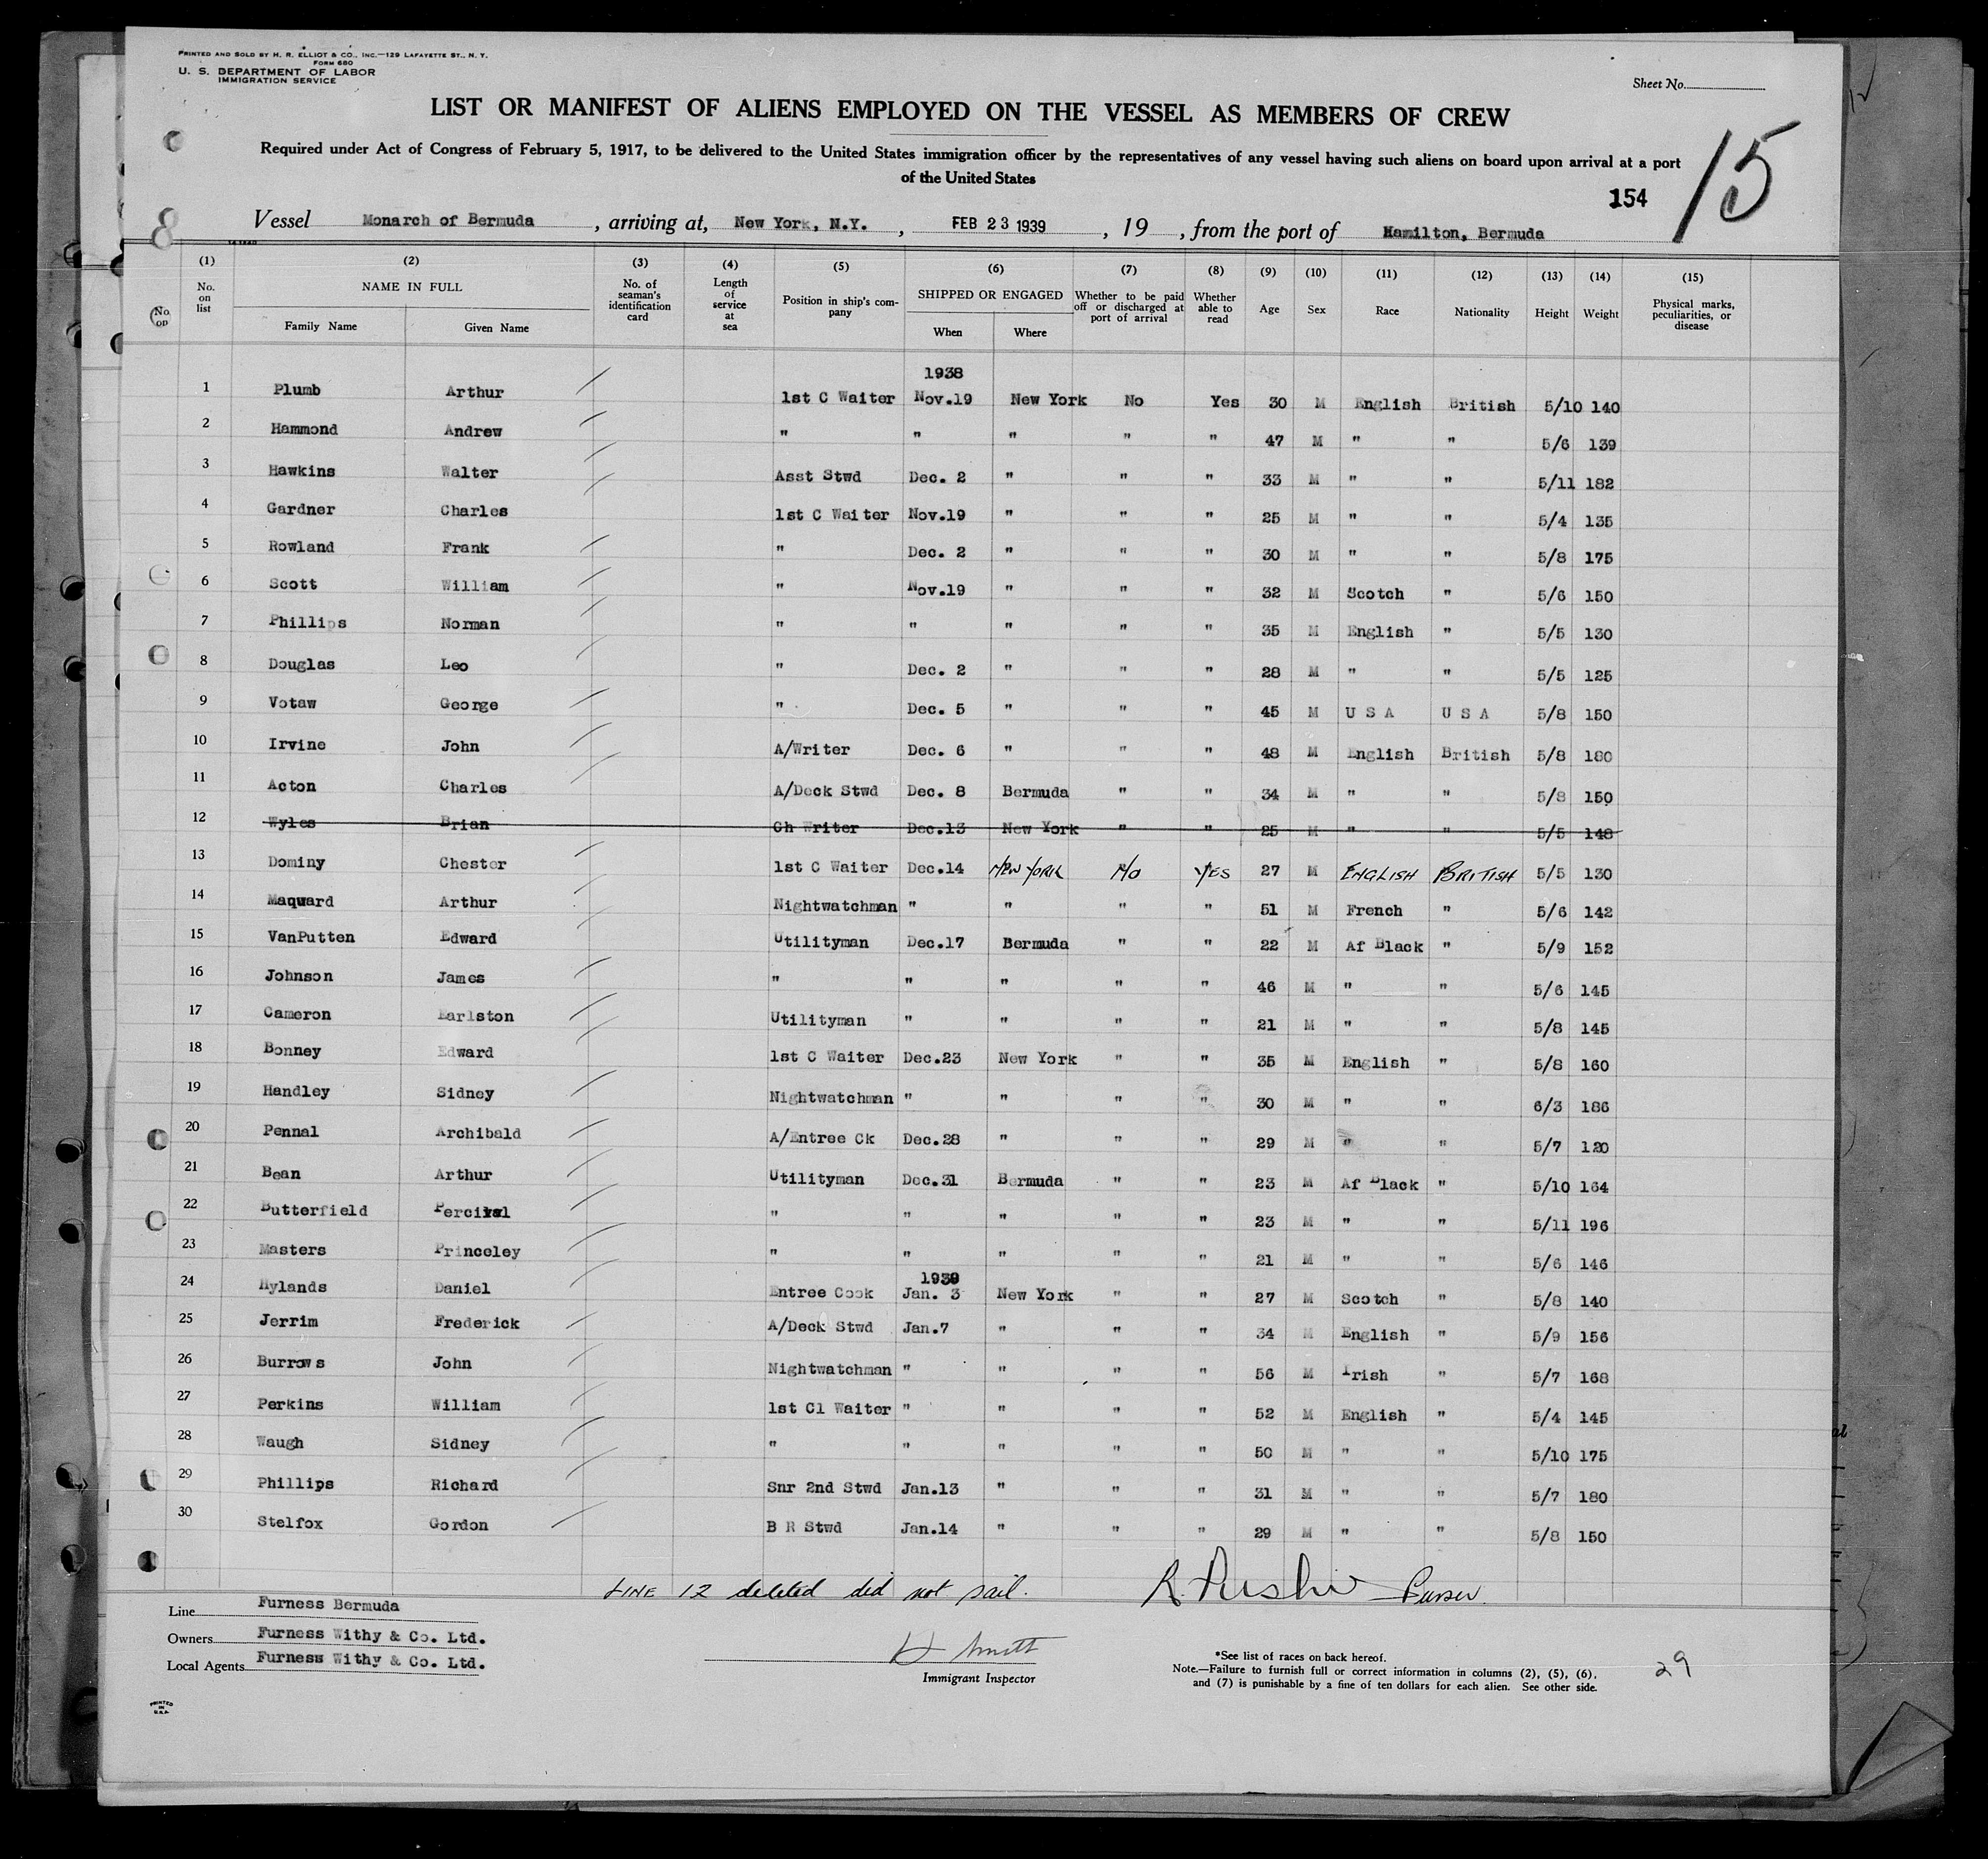 PRINTED AND SOLD BY H. R. ELLIOT & CO., INC.—129 LAFAYETTE ST., N. Y.
FORM 680
U. S. DEPARTMENT OF LABOR
IMMIGRATION SERVICE
Sheet No.
LIST OR MANIFEST OF ALIENS EMPLOYED ON THE VESSEL AS MEMBERS OF CREW
Required under Act of Congress of February 5, 1917, to be delivered to the United States immigration officer by the representatives of any vessel having such aliens on board upon arrival at a port
of the United States
154 15
Vessel Monarch of Bermuda, arriving at, New York, N.Y., FEB 23 1939, 19, from the port of Hamilton, Bermuda
(1) (2) (3) (4) (5) (6) (7) (8) (9) (10) (11) (12) (13) (14) (15)
No. on list NAME IN FULL Family Name Given Name No. of seaman's identification card Length of service at sea Position in ship's company SHIPPED OR ENGAGED When Where Whether to be paid off or discharged at port of arrival Whether able to read Age Sex Race Nationality Height Weight Physical marks, peculiarities, or disease
1938
1 Plumb Arthur 1st C Waiter Nov.19 New York No Yes 30 M English British 5/10 140
2 Hammond Andrew " " " " " 47 M " " 5/6 139
3 Hawkins Walter Asst Stwd Dec. 2 " " " 33 M " " 5/11 182
4 Gardner Charles 1st C Waiter Nov.19 " " " 25 M " " 5/4 135
5 Rowland Frank " Dec. 2 " " " 30 M " " 5/8 175
6 Scott William " Nov.19 " " " 32 M Scotch " 5/6 150
7 Phillips Norman " " " " " 35 M English " 5/5 130
8 Douglas Leo " Dec. 2 " " " 28 M " " 5/5 125
9 Votaw George " Dec. 5 " " " 45 M U S A U S A 5/8 150
10 Irvine John A/Writer Dec. 6 " " " 48 M English British 5/8 180
11 Acton Charles A/Deck Stwd Dec. 8 Bermuda " " 34 M " " 5/8 150
12 Wyles Brian Ch Writer Dec.13 New York " " 25 M " " 5/5 148
13 Dominy Chester 1st C Waiter Dec.14 NEW YORK NO YES 27 M ENGLISH BRITISH 5/5 130
14 Maquard Arthur Nightwatchman " " " " 51 M French " 5/6 142
15 VanPutten Edward Utilityman Dec.17 Bermuda " " 22 M Af Black " 5/9 152
16 Johnson James " " " " " 46 M " " 5/6 145
17 Cameron Earlston Utilityman " " " " 21 M " " 5/8 145
18 Bonney Edward 1st C Waiter Dec.23 New York " " 35 M English " 5/8 160
19 Handley Sidney Nightwatchman " " " " 30 M " " 6/3 186
20 Pennal Archibald A/Entree Ck Dec.28 " " " 29 M " " 5/7 120
21 Bean Arthur Utilityman Dec.31 Bermuda " " 23 M Af Black " 5/10 164
22 Butterfield Percival " " " " " 23 M " " 5/11 196
23 Masters Princeley " " " " " 21 M " " 5/6 146
1939
24 Hylands Daniel Entree Cook Jan. 3 New York " " 27 M Scotch " 5/8 140
25 Jerrim Frederick A/Deck Stwd Jan.7 " " " 34 M English " 5/9 156
26 Burrows John Nightwatchman " " " " 56 M Irish " 5/7 168
27 Perkins William 1st Cl Waiter " " " " 52 M English " 5/4 145
28 Waugh Sidney " " " " " 50 M " " 5/10 175
29 Phillips Richard Snr 2nd Stwd Jan.13 " " " 31 M " " 5/7 180
30 Stelfox Gordon B R Stwd Jan.14 " " " 29 M " " 5/8 150
LINE 12 deleted did not sail. R. Purser.
Line Furness Bermuda
Owners Furness Withy & Co. Ltd.
Local Agents Furness Withy & Co. Ltd.
H Smith
Immigrant Inspector
*See list of races on back hereof.
Note.—Failure to furnish full or correct information in columns (2), (5), (6),
and (7) is punishable by a fine of ten dollars for each alien. See other side.
29
PRINTED
IN
U.S.A.